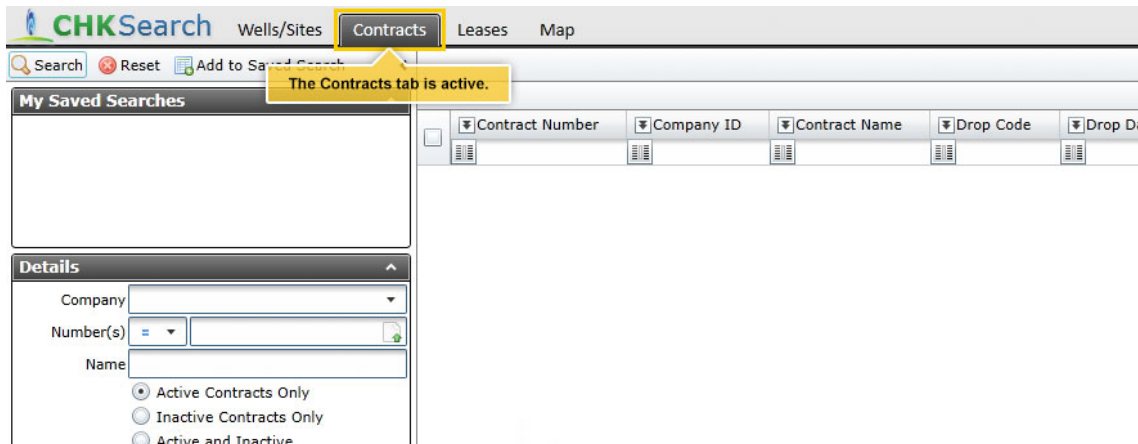 CHKSearch Wells/Sites Contracts Leases Map
Search Reset Add to Saved Search
The Contracts tab is active.
My Saved Searches
Contract Number Company ID Contract Name Drop Code Drop
Details
Company
Number(s) =
Name
Active Contracts Only
Inactive Contracts Only
Active and Inactive